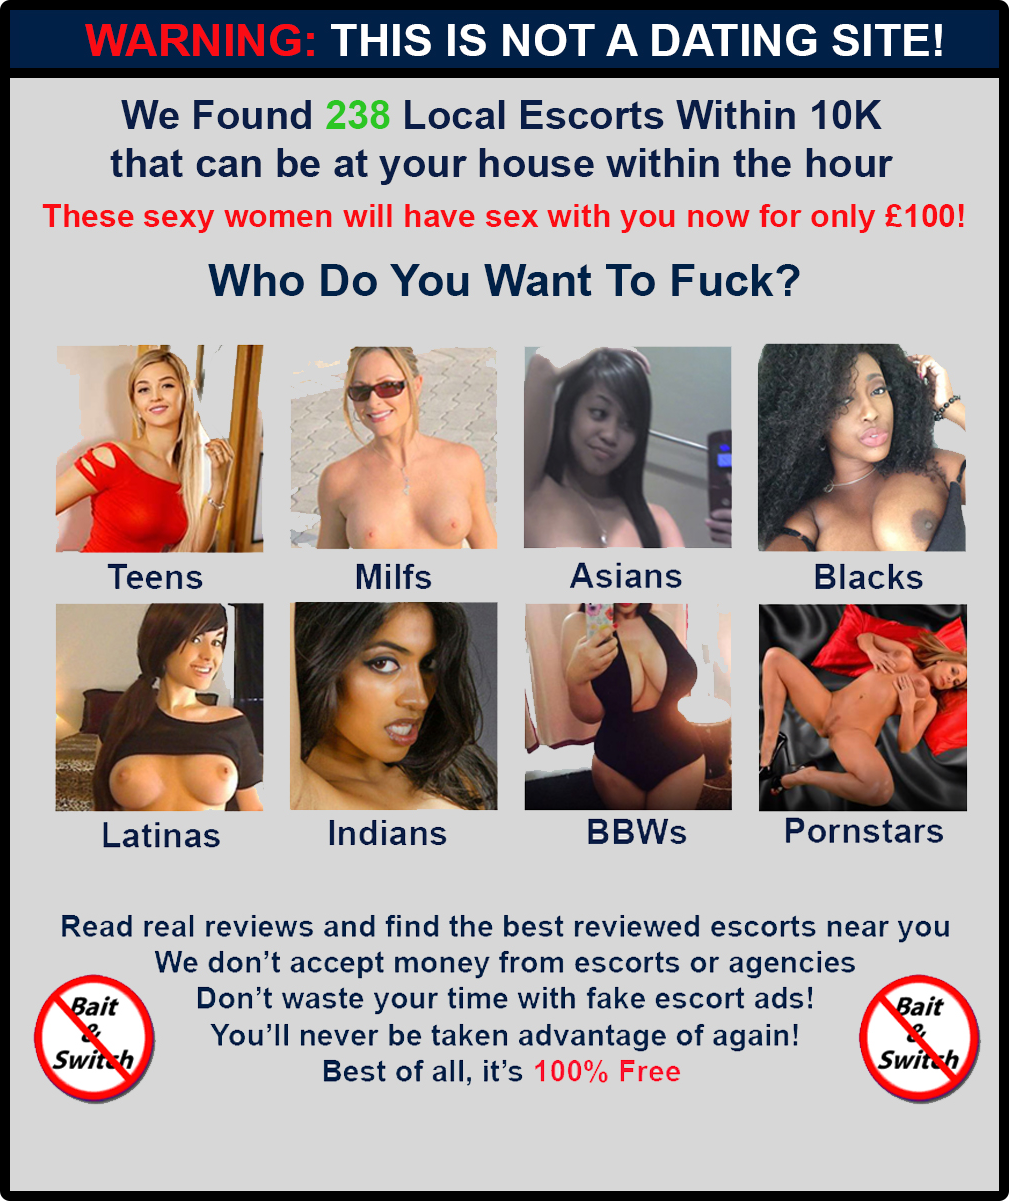 WARNING: THIS IS NOT A DATING SITE!
We Found 238 Local Escorts Within 10K
that can be at your house within the hour
These sexy women will have sex with you now for only £100!
Who Do You Want To Fuck?
Teens
Milfs
Asians
Blacks
Latinas
Indians
BBWs
Pornstars
Read real reviews and find the best reviewed escorts near you
We don't accept money from escorts or agencies
Don't waste your time with fake escort ads!
You'll never be taken advantage of again!
Best of all, it's 100% Free
Bait
&
Switch
Bait
&
Switch